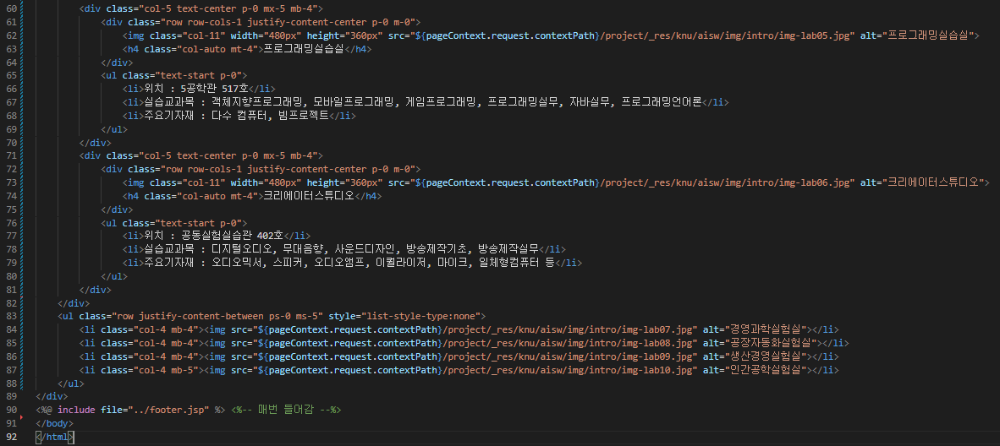 60 <div class="col-5 text-center p-0 mx-5 mb-4">
61 <div class="row row-cols-1 justify-content-center p-0 m-0">
62 <img class="col-11" width="480px" height="360px" src="${pageContext.request.contextPath}/project/_res/knu/aisw/img/intro/img-lab05.jpg" alt="프로그래밍실습실">
63 <h4 class="col-auto mt-4">프로그래밍실습실</h4>
64 </div>
65 <ul class="text-start p-0">
66 <li>위치 : 5공학관 517호</li>
67 <li>실습교과목 : 객체지향프로그래밍, 모바일프로그래밍, 게임프로그래밍, 프로그래밍실무, 자바실무, 프로그래밍언어론</li>
68 <li>주요기자재 : 다수 컴퓨터, 빔프로젝트</li>
69 </ul>
70 </div>
71 <div class="col-5 text-center p-0 mx-5 mb-4">
72 <div class="row row-cols-1 justify-content-center p-0 m-0">
73 <img class="col-11" width="480px" height="360px" src="${pageContext.request.contextPath}/project/_res/knu/aisw/img/intro/img-lab06.jpg" alt="크리에이터스튜디오">
74 <h4 class="col-auto mt-4">크리에이터스튜디오</h4>
75 </div>
76 <ul class="text-start p-0">
77 <li>위치 : 공동실험실습관 402호</li>
78 <li>실습교과목 : 디지털오디오, 무대음향, 사운드디자인, 방송제작기초, 방송제작실무</li>
79 <li>주요기자재 : 오디오믹서, 스피커, 오디오앰프, 이퀄라이저, 마이크, 일체형컴퓨터 등</li>
80 </ul>
81 </div>
82 </div>
83 <ul class="row justify-content-between ps-0 ms-5" style="list-style-type:none">
84 <li class="col-4 mb-4"><img src="${pageContext.request.contextPath}/project/_res/knu/aisw/img/intro/img-lab07.jpg" alt="경영과학실험실"></li>
85 <li class="col-4 mb-4"><img src="${pageContext.request.contextPath}/project/_res/knu/aisw/img/intro/img-lab08.jpg" alt="공장자동화실험실"></li>
86 <li class="col-4 mb-4"><img src="${pageContext.request.contextPath}/project/_res/knu/aisw/img/intro/img-lab09.jpg" alt="생산경영실험실"></li>
87 <li class="col-4 mb-5"><img src="${pageContext.request.contextPath}/project/_res/knu/aisw/img/intro/img-lab10.jpg" alt="인간공학실험실"></li>
88 </ul>
89 </div>
90 <%@ include file="../footer.jsp" %> <%-- 매번 들어감 --%>
91 </body>
92 </html>